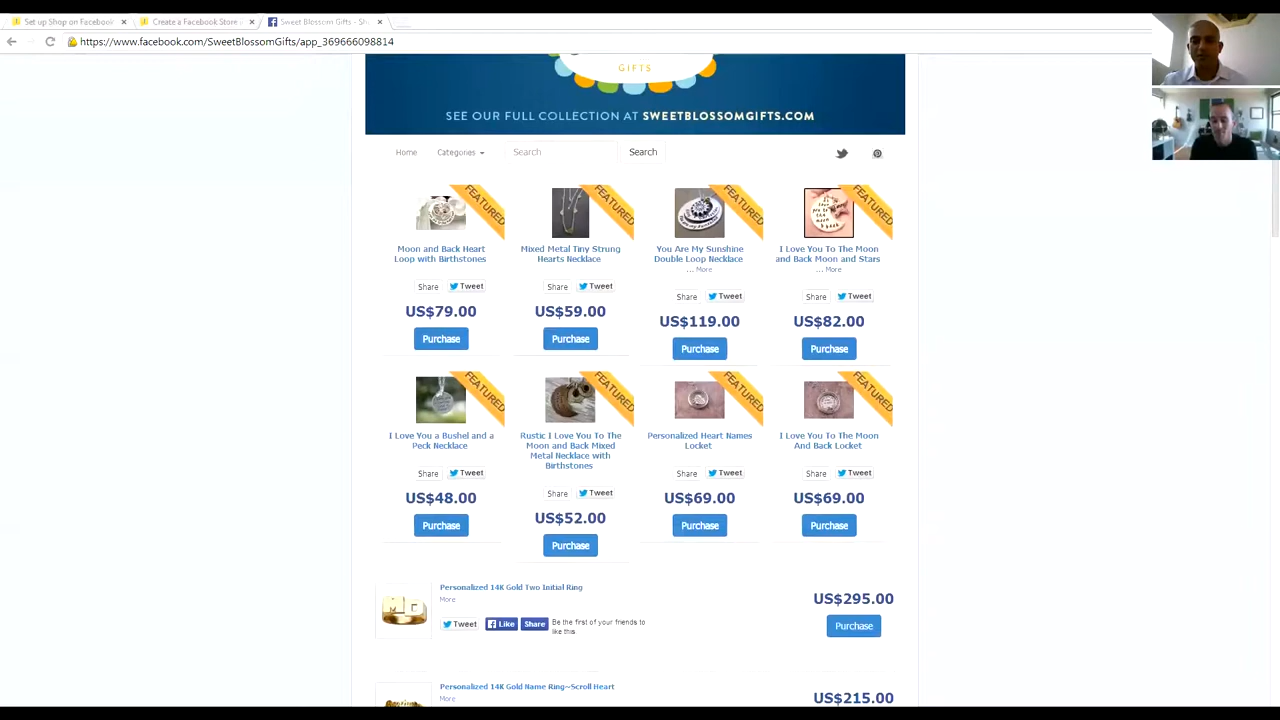 Set up Shop on Facebook
Create a Facebook Store
Sweet Blossom Gifts - Sh
https://www.facebook.com/SweetBlossomGifts/app_369666098814
GIFTS
SEE OUR FULL COLLECTION AT SWEETBLOSSOMGIFTS.COM
Home Categories Search Search
FEATURED FEATURED FEATURED FEATURED
Moon and Back Heart Loop with Birthstones
Share Tweet
US$79.00
Purchase
Mixed Metal Tiny Strung Hearts Necklace
Share Tweet
US$59.00
Purchase
You Are My Sunshine Double Loop Necklace
... More
Share Tweet
US$119.00
Purchase
I Love You To The Moon and Back Moon and Stars
... More
Share Tweet
US$82.00
Purchase
FEATURED FEATURED FEATURED FEATURED
I Love You a Bushel and a Peck Necklace
Share Tweet
US$48.00
Purchase
Rustic I Love You To The Moon and Back Mixed Metal Necklace with Birthstones
Share Tweet
US$52.00
Purchase
Personalized Heart Names Locket
Share Tweet
US$69.00
Purchase
I Love You To The Moon And Back Locket
Share Tweet
US$69.00
Purchase
Personalized 14K Gold Two Initial Ring
More
Tweet Like Share Be the first of your friends to like this
US$295.00
Purchase
Personalized 14K Gold Name Ring~Scroll Heart
More
US$215.00